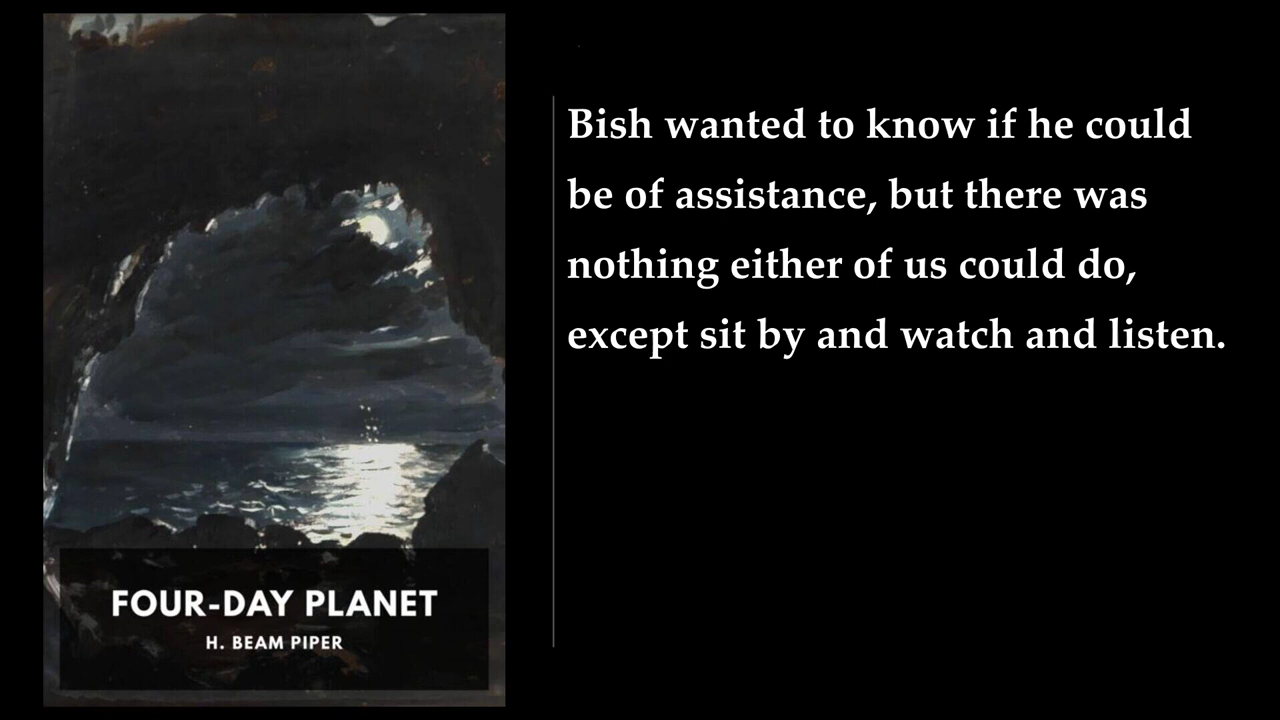 Bish wanted to know if he could
be of assistance, but there was
nothing either of us could do,
except sit by and watch and listen.
FOUR-DAY PLANET
H. BEAM PIPER